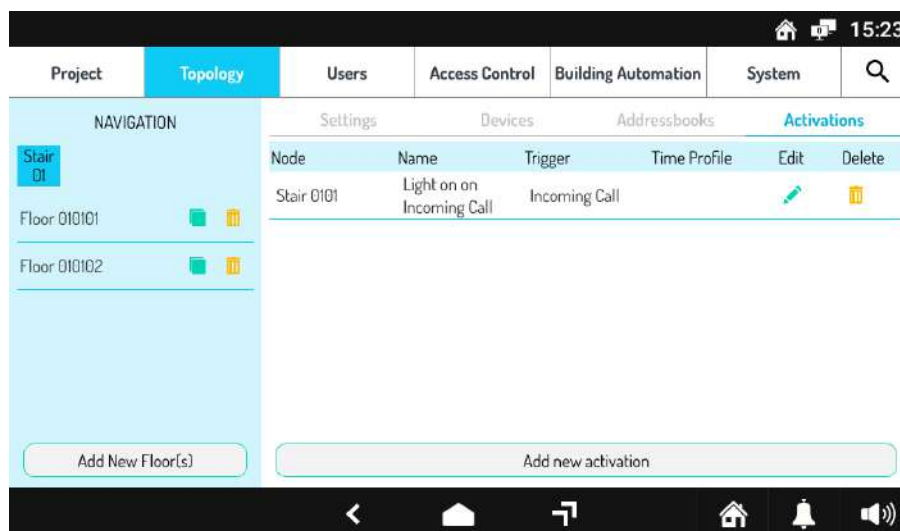 15:23
Project Topology Users Access Control Building Automation System
NAVIGATION
Stair
01
Floor 010101
Floor 010102
Add New Floor(s)
Settings Devices Addressbooks Activations
Node Name Trigger Time Profile Edit Delete
Stair 0101 Light on on Incoming Call
Incoming Call
Add new activation